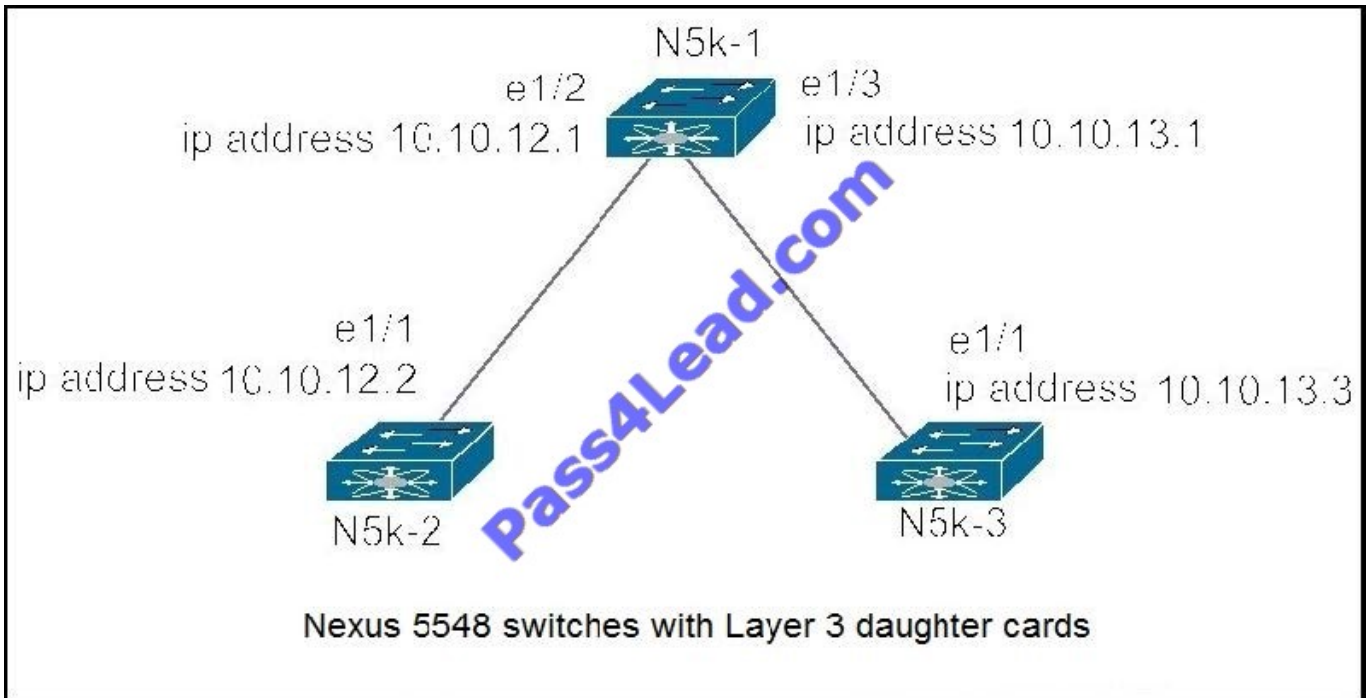 N5k-1
e1/2
ip address 10.10.12.1
e1/3
ip address 10.10.13.1
Pass4Lead.com
e1/1
ip address 10.10.12.2
e1/1
ip address 10.10.13.3
N5k-2
N5k-3
Nexus 5548 switches with Layer 3 daughter cards